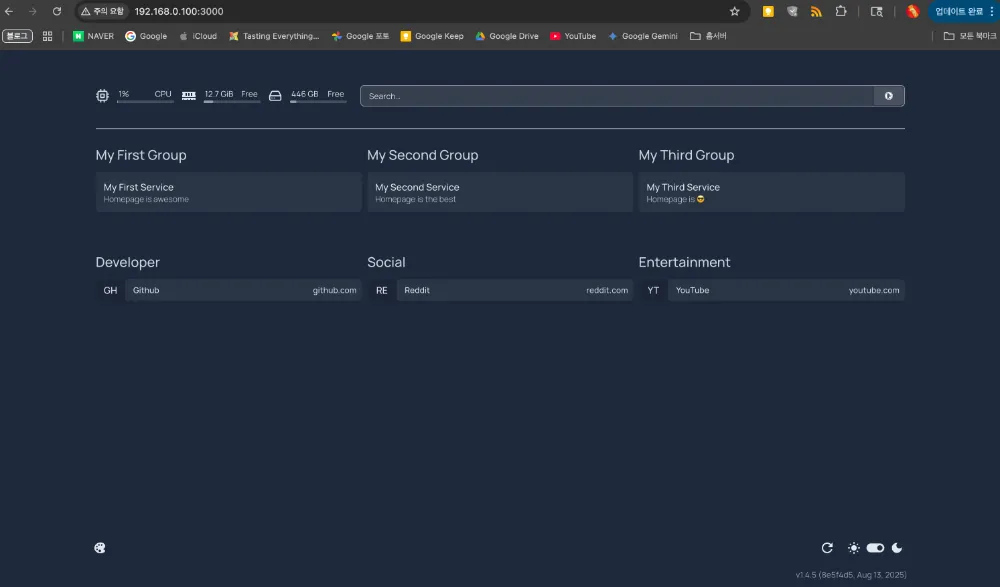 주의 요함 192.168.0.100:3000 업데이트 완료
블로그 NAVER Google iCloud Tasting Everything... Google 포토 Google Keep Google Drive YouTube Google Gemini 홈서버 모든 북마크
1% CPU 12.7 GiB Free 446 GB Free Search...
My First Group My Second Group My Third Group
My First Service My Second Service My Third Service
Homepage is awesome Homepage is the best Homepage is 😎
Developer Social Entertainment
GH Github github.com RE Reddit reddit.com YT YouTube youtube.com
v1.4.5 (8e5f4d5, Aug 13, 2025)